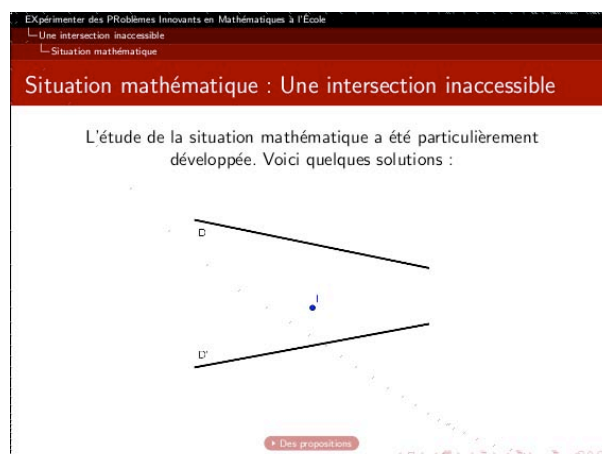 EXpérimenter des PRoblèmes Innovants en Mathématiques à l'École
Une intersection inaccessible
Situation mathématique
Situation mathématique : Une intersection inaccessible
L'étude de la situation mathématique a été particulièrement
développée. Voici quelques solutions :
D
I
D'
Des propositions